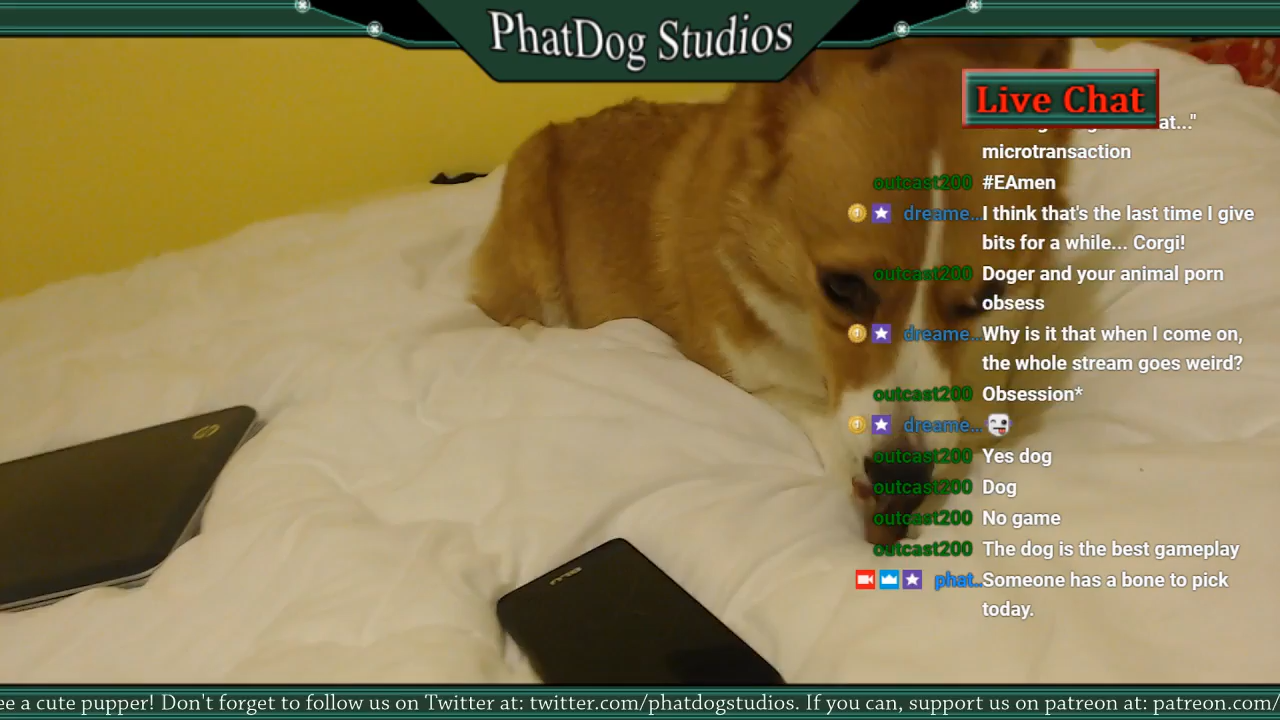 PhatDog Studios
Live Chat
at..."
microtransaction
outcast200 #EAmen
dreame... I think that's the last time I give
bits for a while... Corgi!
outcast200 Doger and your animal porn
obsess
dreame... Why is it that when I come on,
the whole stream goes weird?
outcast200 Obsession*
dreame...
outcast200 Yes dog
outcast200 Dog
outcast200 No game
outcast200 The dog is the best gameplay
phat.. Someone has a bone to pick
today.
hp
ee a cute pupper! Don't forget to follow us on Twitter at: twitter.com/phatdogstudios. If you can, support us on patreon at: patreon.com/